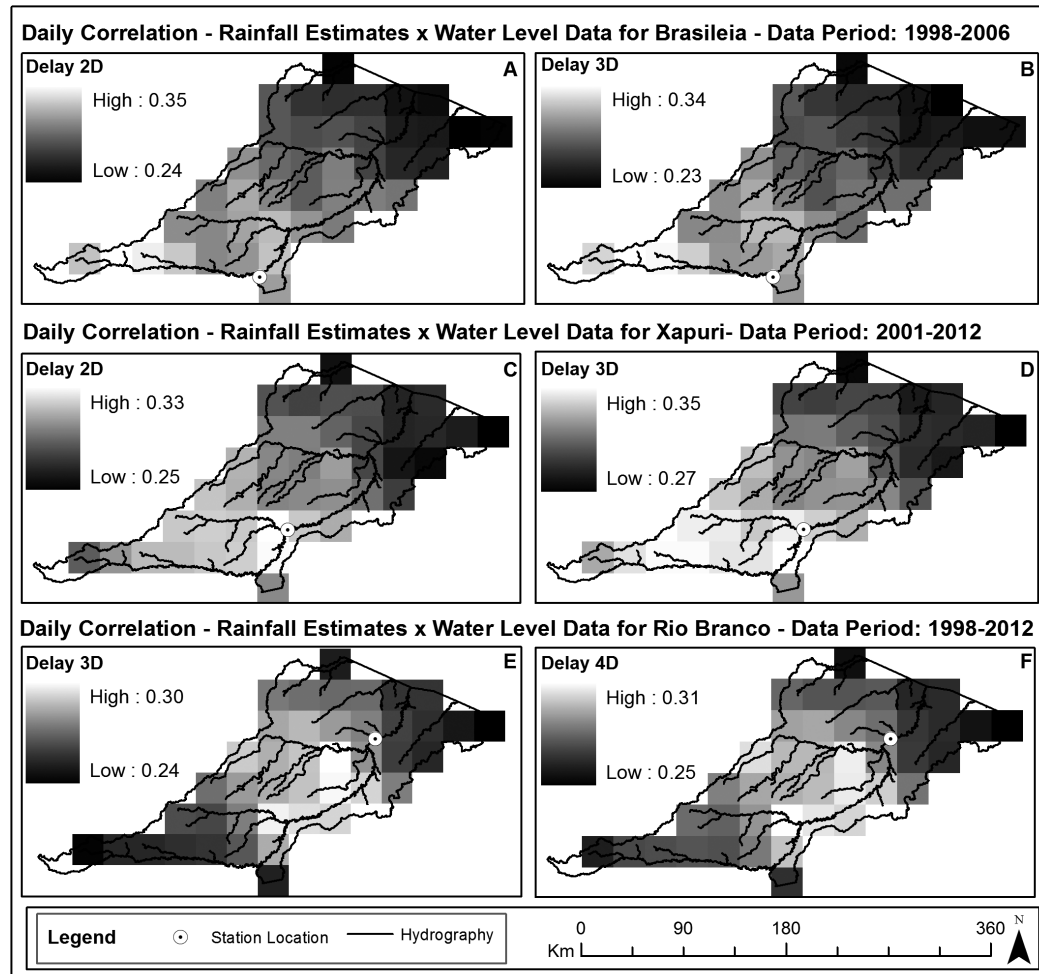 Daily Correlation - Rainfall Estimates x Water Level Data for Brasileia - Data Period: 1998-2006
Delay 2D
A
High : 0.35
Low : 0.24
Delay 3D
B
High : 0.34
Low : 0.23
Daily Correlation - Rainfall Estimates x Water Level Data for Xapuri- Data Period: 2001-2012
Delay 2D
C
High : 0.33
Low : 0.25
Delay 3D
D
High : 0.35
Low : 0.27
Daily Correlation - Rainfall Estimates x Water Level Data for Rio Branco - Data Period: 1998-2012
Delay 3D
E
High : 0.30
Low : 0.24
Delay 4D
F
High : 0.31
Low : 0.25
Legend
Station Location
Hydrography
0 90 180 360
Km
N